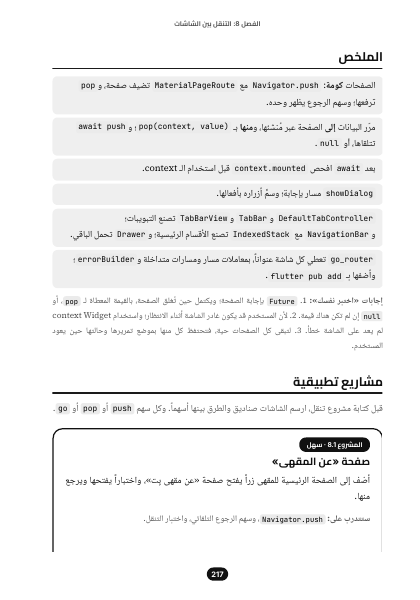 الفصل 8: التنقل بين الشاشات
الملخص
الصفحات كومة: Navigator.push مع MaterialPageRoute تضيف صفحة، و pop
ترفعها؛ وسهم الرجوع يظهر وحده.
مرّر البيانات إلى الصفحة عبر مُنشئها، ومنها بـ pop(context, value) ؛ و await push
تتلقاها، أو null .
بعد await افحص context.mounted قبل استخدام الـ context.
showDialog مسار بإجابة؛ وسمِّ أزراره بأفعالها.
DefaultTabController و TabBar و TabBarView تصنع التبويبات؛
و NavigationBar مع IndexedStack تصنع الأقسام الرئيسية؛ و Drawer تحمل الباقي.
go_router تعطي كل شاشة عنواناً، بمعاملات مسار ومسارات متداخلة و errorBuilder ؛
وأضفها بـ flutter pub add .
إجابات «اختبر نفسك»: 1. Future بإجابة الصفحة؛ ويكتمل حين تُغلق الصفحة، بالقيمة المعطاة لـ pop ، أو
null إن لم تكن هناك قيمة. 2. لأن المستخدم قد يكون غادر الشاشة أثناء الانتظار؛ واستخدام context Widget
لم يعد على الشاشة خطأ. 3. لتبقى كل الصفحات حية، فتحتفظ كل منها بموضع تمريرها وحالتها حين يعود
المستخدم.
مشاريع تطبيقية
قبل كتابة مشروع تنقل، ارسم الشاشات صناديق والطرق بينها أسهماً. وكل سهم push أو pop أو go .
المشروع 8.1 · سهل
صفحة «عن المقهى»
أضف إلى الصفحة الرئيسية للمقهى زراً يفتح صفحة «عن مقهى بِت»، واختباراً يفتحها ويرجع
منها.
ستتدرب على: Navigator.push ، وسهم الرجوع التلقائي، واختبار التنقل.
217